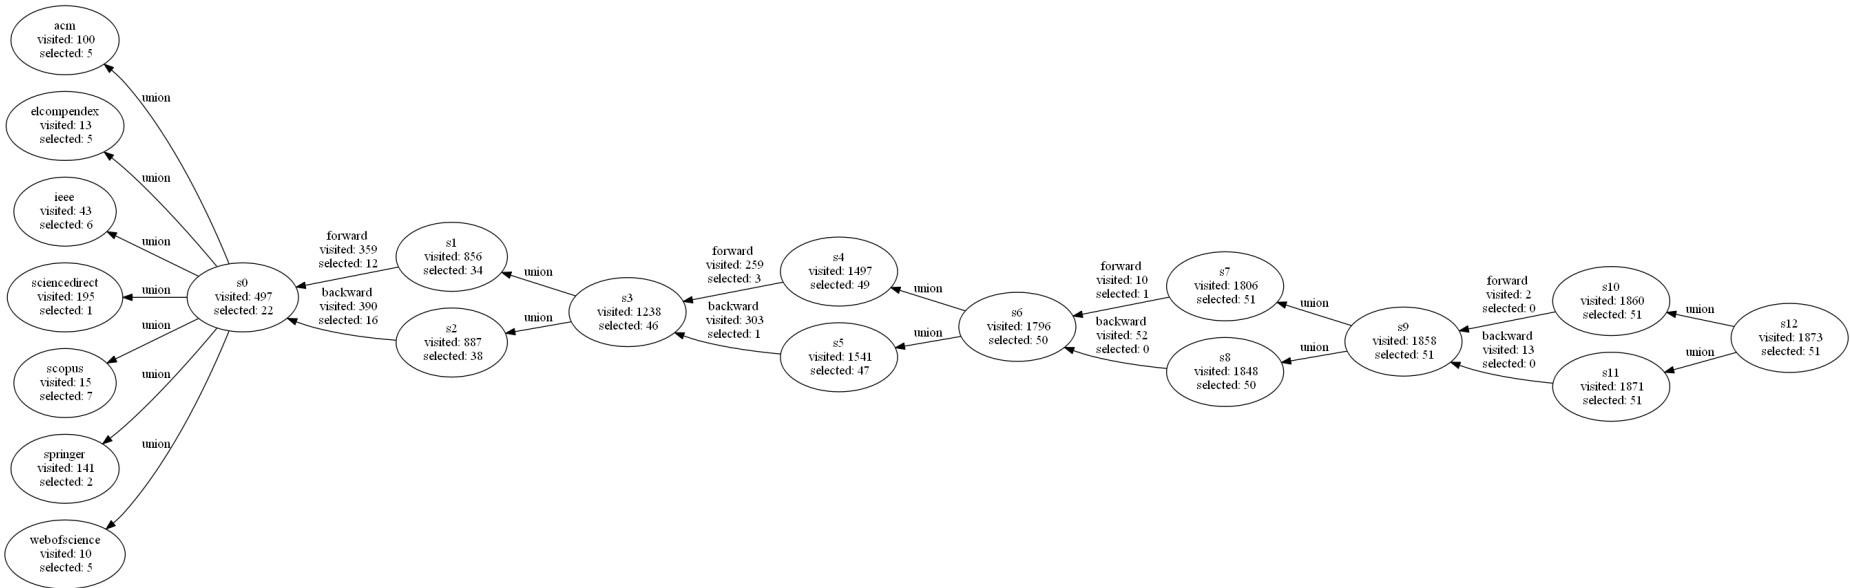 acm
visited: 100
selected: 5
union
elcompendex
visited: 13
selected: 5
union
ieee
visited: 43
selected: 6
union
sciencedirect
visited: 195
selected: 1
union
scopus
visited: 15
selected: 7
union
springer
visited: 141
selected: 2
union
webofscience
visited: 10
selected: 5
union
s0
visited: 497
selected: 22
forward
visited: 359
selected: 12
backward
visited: 390
selected: 16
s1
visited: 856
selected: 34
s2
visited: 887
selected: 38
union
union
s3
visited: 1238
selected: 46
forward
visited: 259
selected: 3
backward
visited: 303
selected: 1
s4
visited: 1497
selected: 49
s5
visited: 1541
selected: 47
union
union
s6
visited: 1796
selected: 50
forward
visited: 10
selected: 1
backward
visited: 52
selected: 0
s7
visited: 1806
selected: 51
s8
visited: 1848
selected: 50
union
union
s9
visited: 1858
selected: 51
forward
visited: 2
selected: 0
backward
visited: 13
selected: 0
s10
visited: 1860
selected: 51
s11
visited: 1871
selected: 51
union
union
s12
visited: 1873
selected: 51